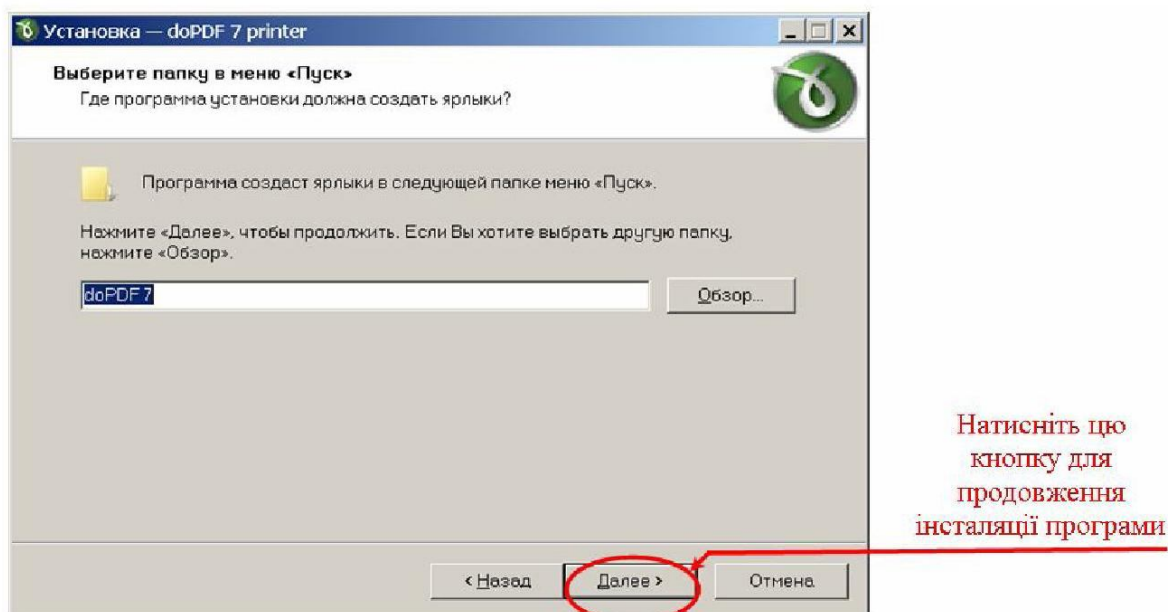 Установка — doPDF 7 printer
Выберите папку в меню «Пуск»
Где программа установки должна создать ярлыки?
Программа создаст ярлыки в следующей папке меню «Пуск».
Нажмите «Далее», чтобы продолжить. Если Вы хотите выбрать другую папку,
нажмите «Обзор».
doPDF 7
Обзор...
Натисніть цю
кнопку для
продовження
інсталяції програми
< Назад
Далее >
Отмена